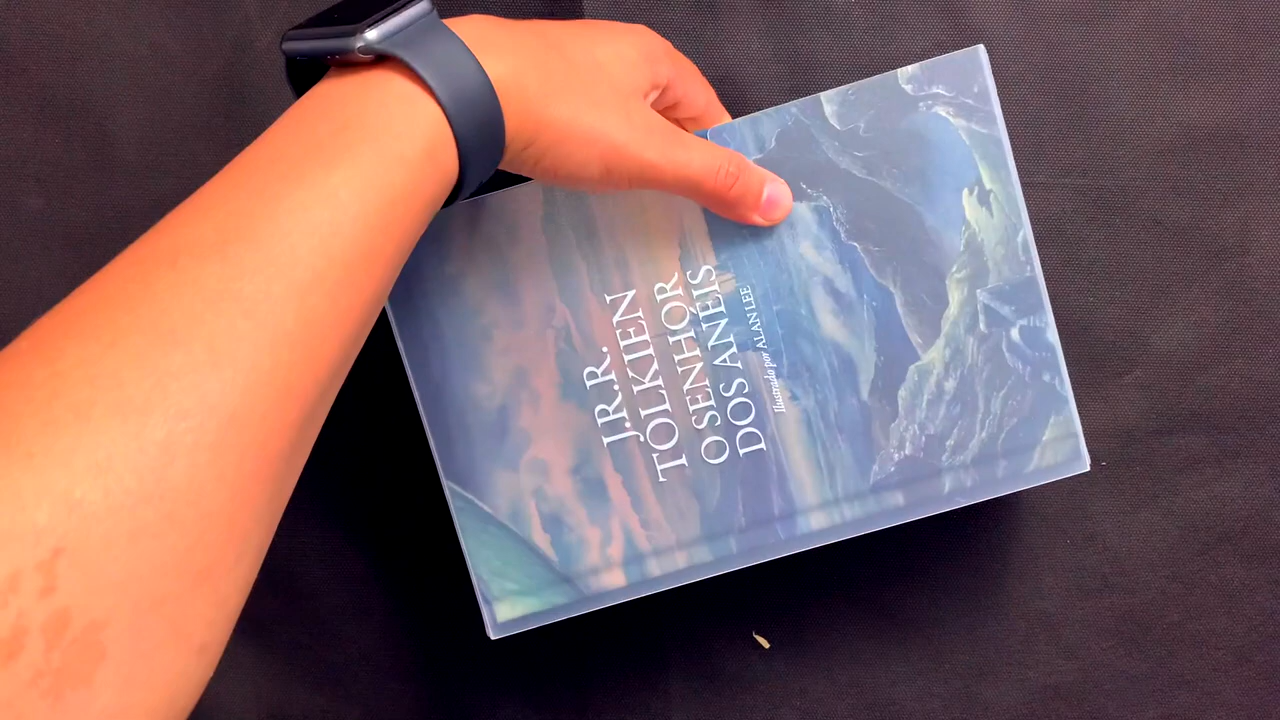 J.R.R.
TOLKIEN
O SENHOR
DOS ANÉIS
Ilustrado por ALAN LEE